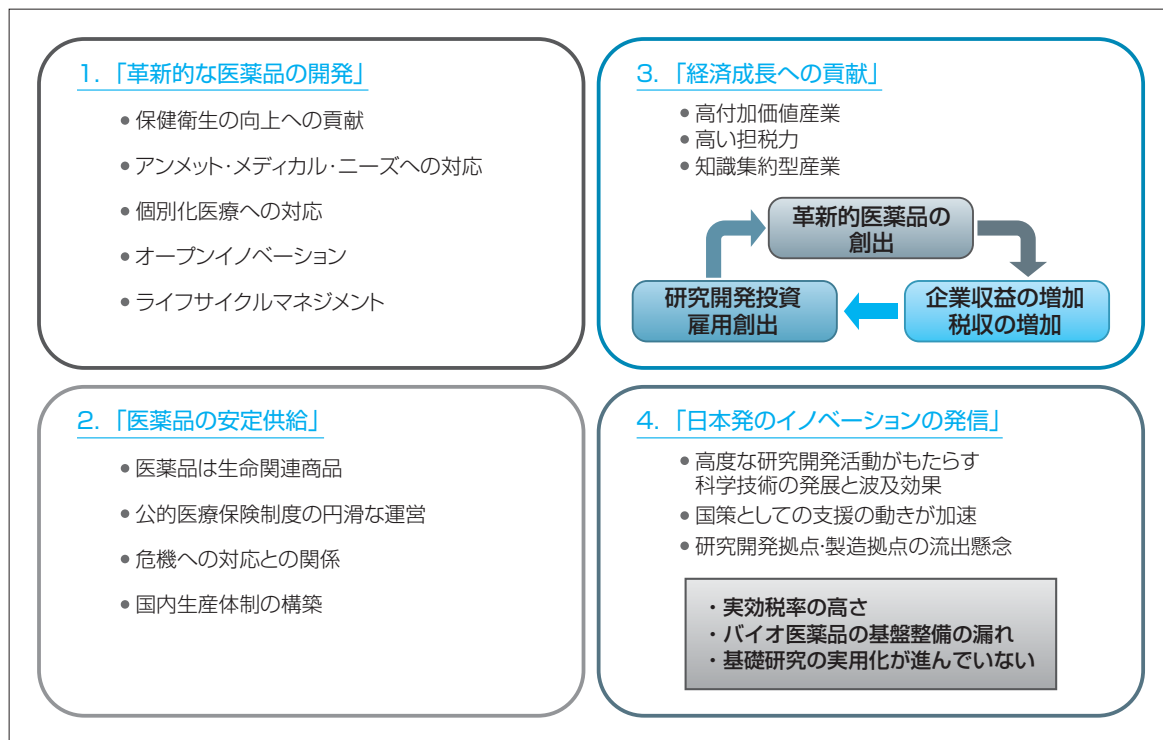 1. 「革新的な医薬品の開発」
●保健衛生の向上への貢献
●アンメット・メディカル・ニーズへの対応
●個別化医療への対応
●オープンイノベーション
●ライフサイクルマネジメント
2. 「医薬品の安定供給」
●医薬品は生命関連商品
●公的医療保険制度の円滑な運営
●危機への対応との関係
●国内生産体制の構築
3. 「経済成長への貢献」
●高付加価値産業
●高い担税力
●知識集約型産業
革新的医薬品の
創出
企業収益の増加
税収の増加
研究開発投資
雇用創出
4. 「日本発のイノベーションの発信」
●高度な研究開発活動がもたらす
科学技術の発展と波及効果
●国策としての支援の動きが加速
●研究開発拠点・製造拠点の流出懸念
・実効税率の高さ
・バイオ医薬品の基盤整備の漏れ
・基礎研究の実用化が進んでいない